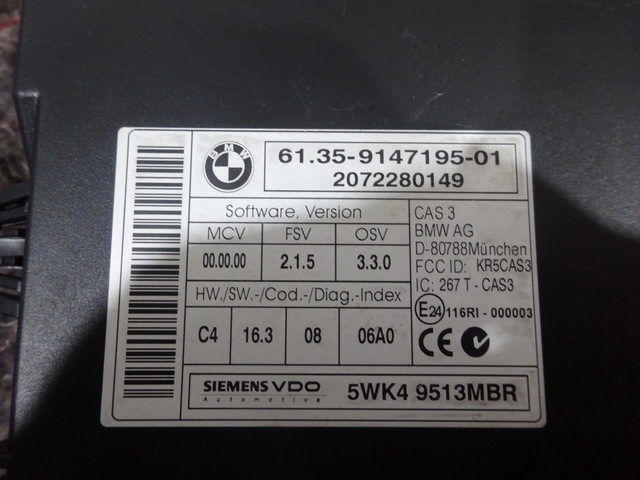 BMW
61.35-9147195-01
2072280149
Software, Version
MCV FSV OSV
00.00.00 2.1.5 3.3.0
HW./SW.-/Cod.-/Diag.-Index
C4 16.3 08 06A0
CAS 3
BMW AG
D-80788München
FCC ID: KR5CAS3
IC: 267 T - CAS3
E24 116RI - 000003
CE
SIEMENS VDO
Automotive
5WK4 9513MBR